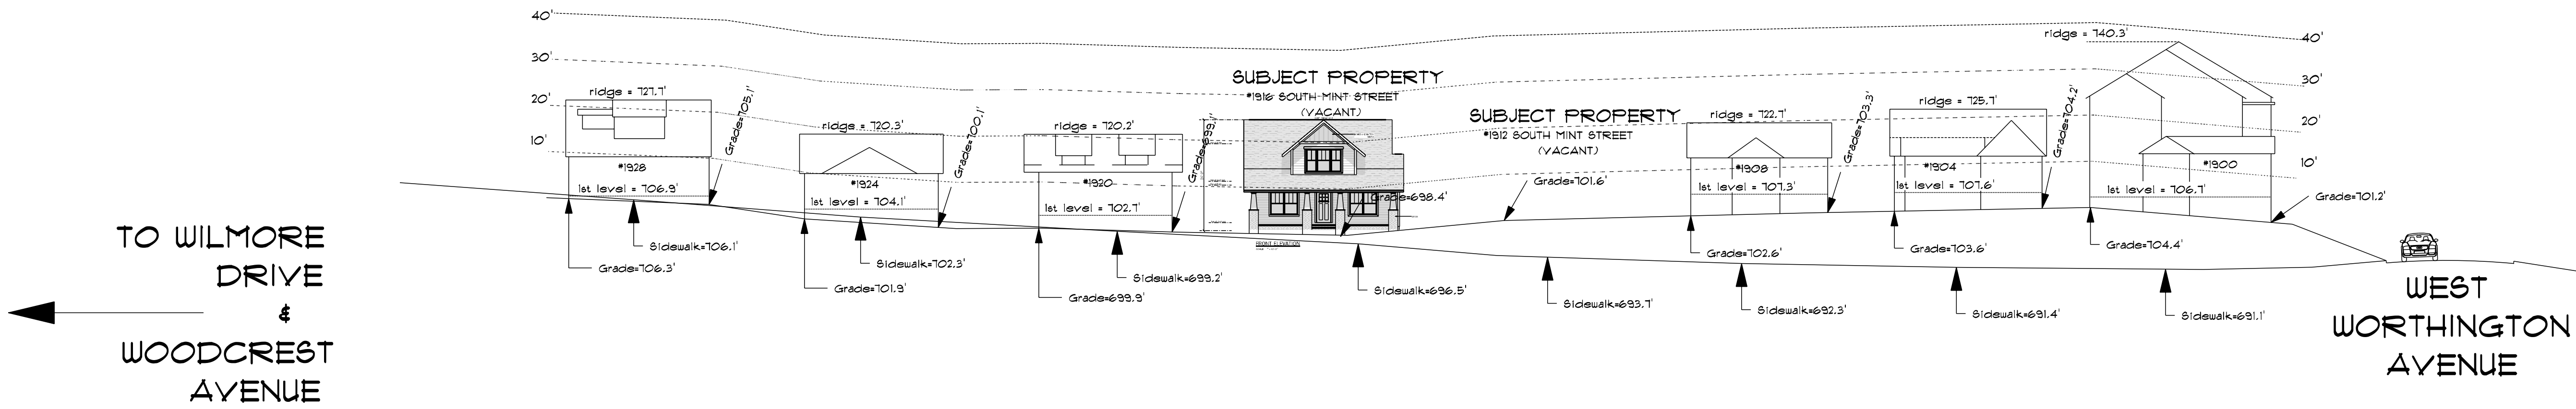 40'
30'
20'
10'
ridge = 727.7'
#1928
1st level = 706.9'
Grade=705.1'
Sidewalk=706.1'
Grade=706.3'
ridge = 720.3'
#1924
1st level = 704.1'
Grade=700.1'
Sidewalk=702.3'
Grade=701.9'
ridge = 720.2'
#1920
1st level = 702.7'
Grade=699.1'
Sidewalk=699.2'
Grade=699.9'
SUBJECT PROPERTY
#1916 SOUTH MINT STREET
(VACANT)
Grade=698.4'
FRONT ELEVATION
Sidewalk=696.5'
SUBJECT PROPERTY
#1912 SOUTH MINT STREET
(VACANT)
Grade=701.6'
Sidewalk=693.7'
ridge = 722.7'
#1908
1st level = 707.3'
Grade=703.3'
Grade=702.6'
Sidewalk=692.3'
ridge = 725.7'
#1904
1st level = 707.6'
Grade=704.2'
Grade=703.6'
Sidewalk=691.4'
ridge = 740.3'
#1900
1st level = 706.7'
Grade=701.2'
Grade=704.4'
Sidewalk=691.1'
40'
30'
20'
10'
TO WILMORE
DRIVE
&
WOODCREST
AVENUE
WEST
WORTHINGTON
AVENUE